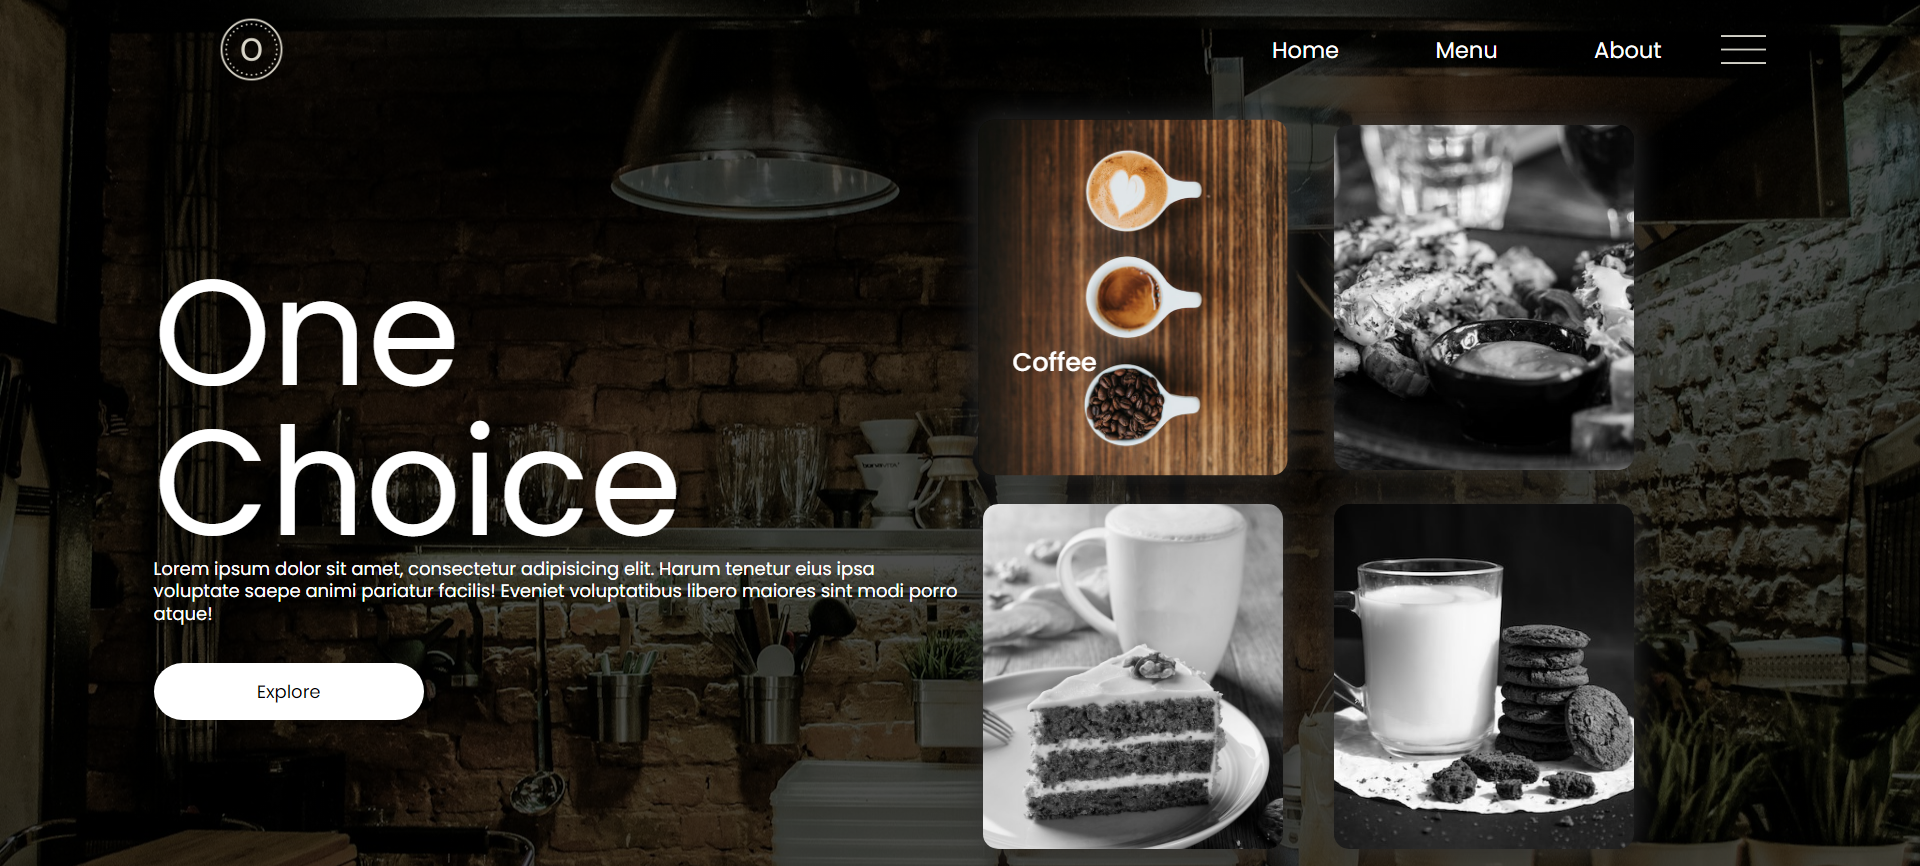 O
Home
Menu
About
Coffee
One
Choice
Lorem ipsum dolor sit amet, consectetur adipisicing elit. Harum tenetur eius ipsa
voluptate saepe animi pariatur facilis! Eveniet voluptatibus libero maiores sint modi porro
atque!
Explore